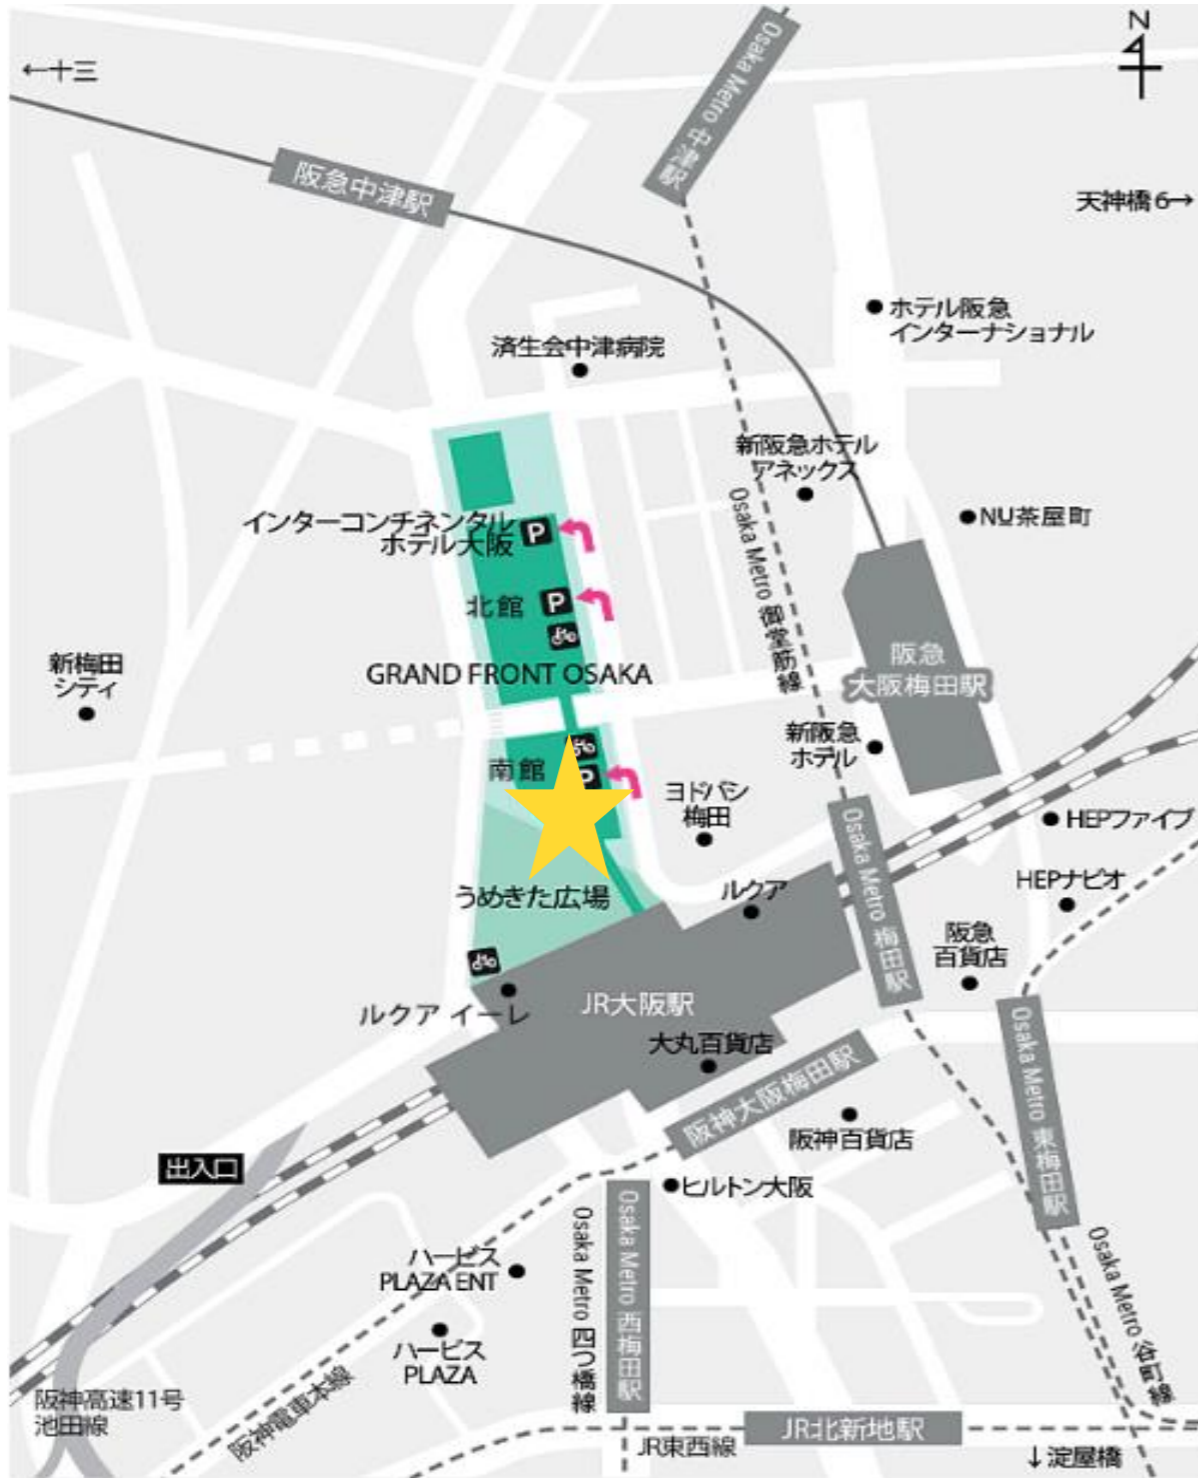 N
←十三
Osaka Metro 中津駅
阪急中津駅
天神橋6→
ホテル阪急
インターナショナル
済生会中津病院
新阪急ホテル
アネックス
Osaka Metro 御堂筋線
NU茶屋町
インターコンチネンタル
ホテル大阪
P
北館
P
GRAND FRONT OSAKA
阪急
大阪梅田駅
新梅田
シティ
新阪急
ホテル
南館
P
ヨドバシ
梅田
HEPファイブ
Osaka Metro 梅田駅
HEPナビオ
ルクア
うめきた広場
阪急
百貨店
JR大阪駅
ルクア イーレ
大丸百貨店
阪神大阪梅田駅
Osaka Metro 東梅田駅
阪神百貨店
出入口
ヒルトン大阪
Osaka Metro 西梅田駅
Osaka Metro 四つ橋線
ハービス
PLAZA ENT
Osaka Metro 谷町線
ハービス
PLAZA
阪神高速11号
池田線
阪神電車本線
JR東西線
JR北新地駅
↓淀屋橋